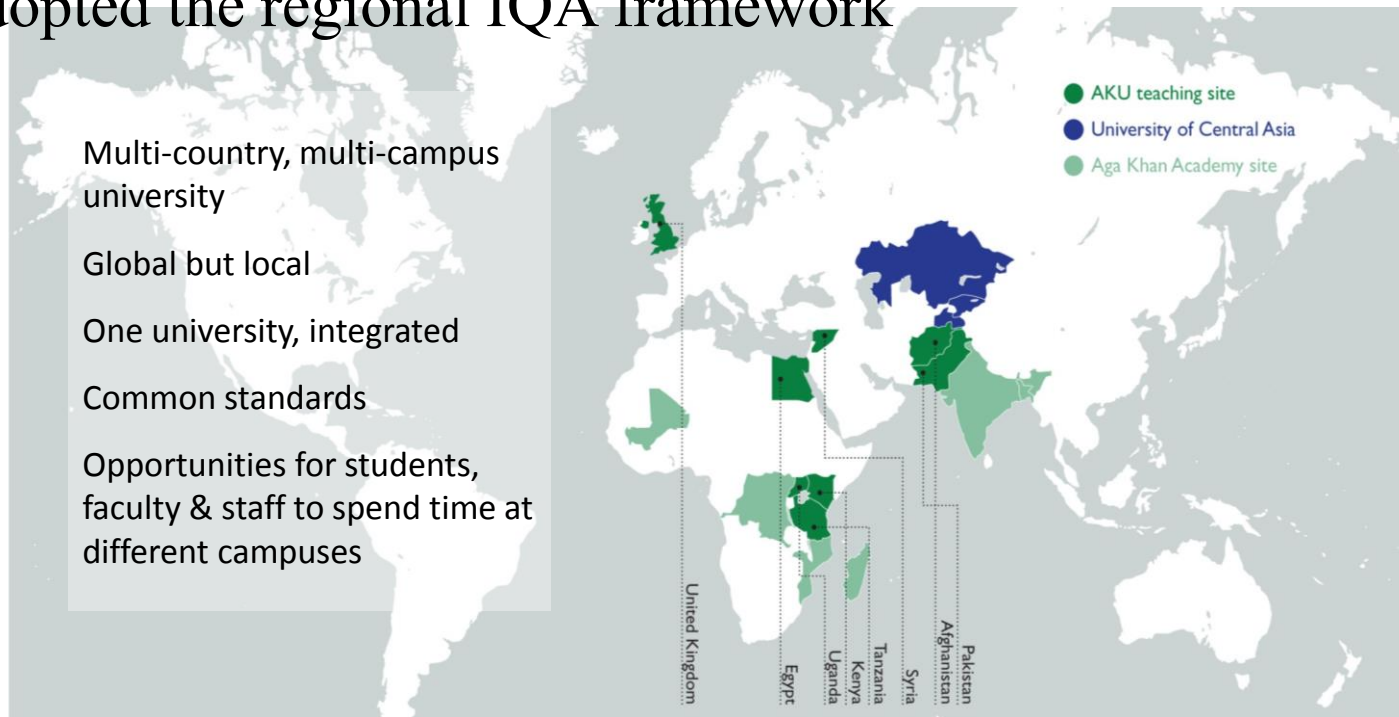 dopted the regional IQA framework
Multi-country, multi-campus
university
Global but local
One university, integrated
Common standards
Opportunities for students,
faculty & staff to spend time at
different campuses
AKU teaching site
University of Central Asia
Aga Khan Academy site
United Kingdom
Egypt
Uganda
Kenya
Tanzania
Syria
Afghanistan
Pakistan